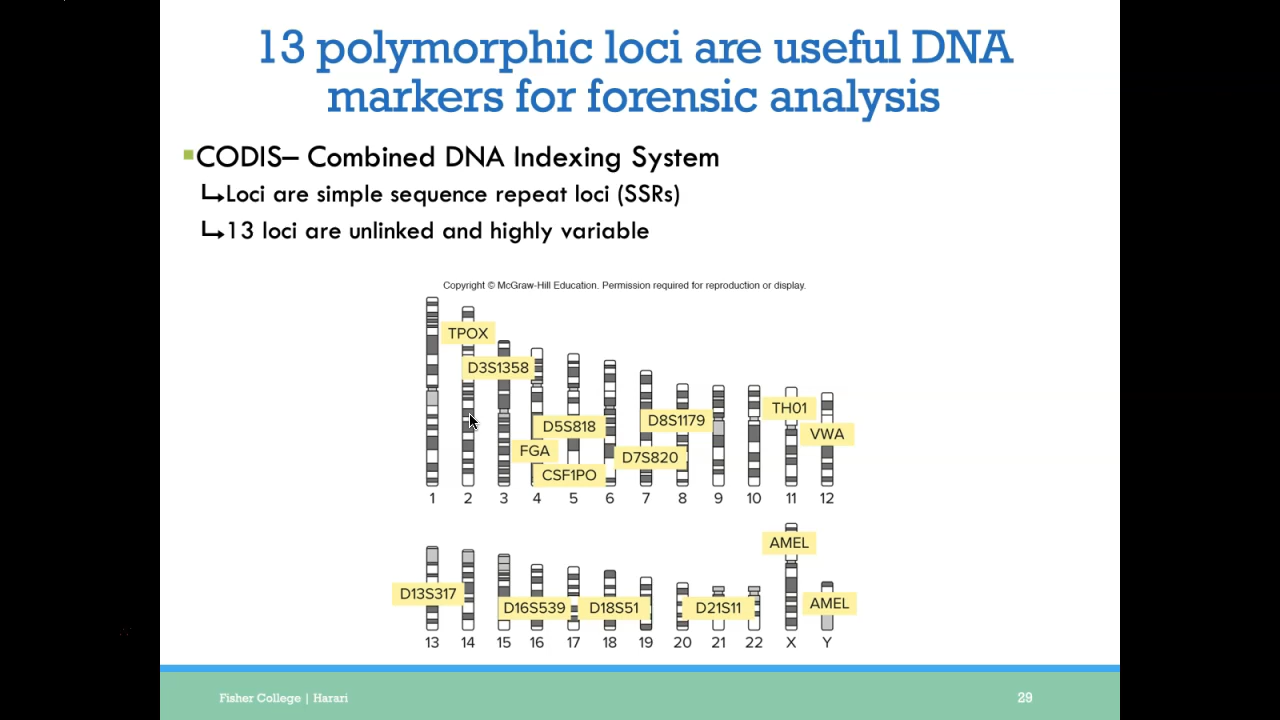 13 polymorphic loci are useful DNA
markers for forensic analysis
CODIS– Combined DNA Indexing System
Loci are simple sequence repeat loci (SSRs)
13 loci are unlinked and highly variable
Copyright © McGraw-Hill Education. Permission required for reproduction or display.
TPOX
D3S1358
TH01
D8S1179
D5S818
VWA
FGA
D7S820
CSF1PO
1 2 3 4 5 6 7 8 9 10 11 12
AMEL
D13S317
AMEL
D16S539
D18S51
D21S11
13 14 15 16 17 18 19 20 21 22 X Y
Fisher College | Harari
29